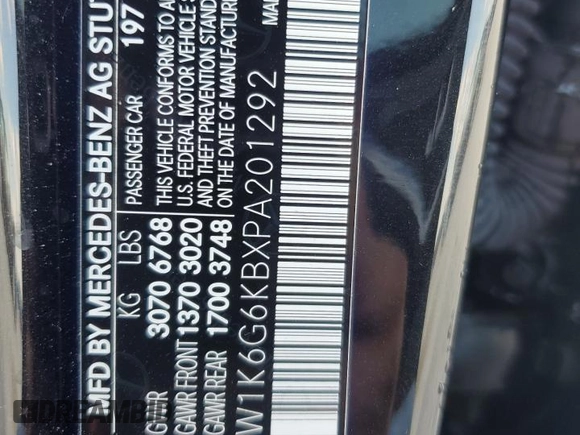 MFD BY MERCEDES-BENZ AG STU
PASSENGER CAR 197
KG LBS
GVWR 3070 6768
GAWR FRONT 1370 3020
GAWR REAR 1700 3748
THIS VEHICLE CONFORMS TO
U.S. FEDERAL MOTOR VEHICLE
AND THEFT PREVENTION STAND
ON THE DATE OF MANUFACTUR
W1K6G6KBXPA201292
DREAMBID